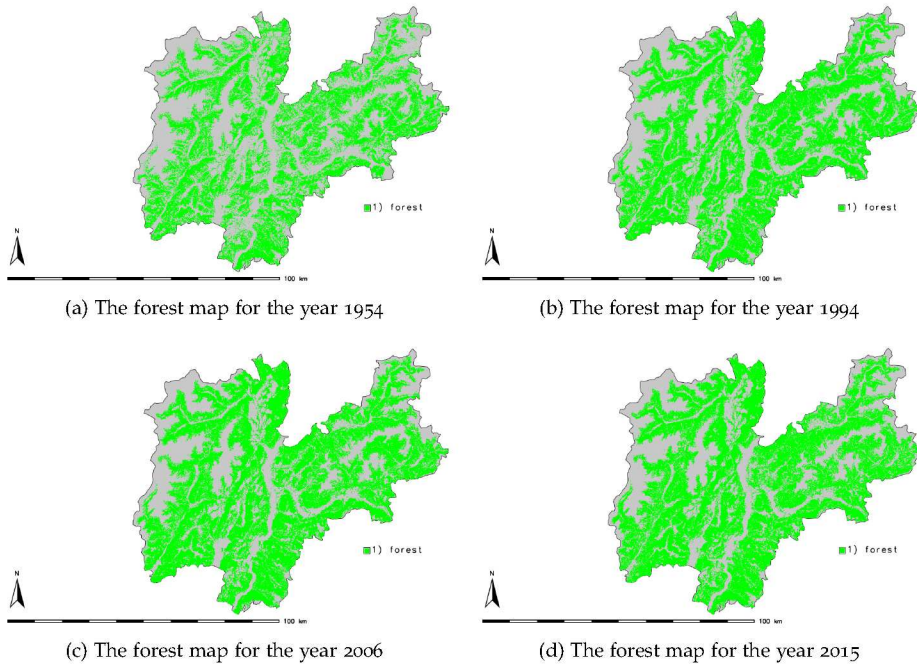 1) forest
N
100 km
(a) The forest map for the year 1954
1) forest
N
100 km
(b) The forest map for the year 1994
1) forest
N
100 km
(c) The forest map for the year 2006
1) forest
N
100 km
(d) The forest map for the year 2015